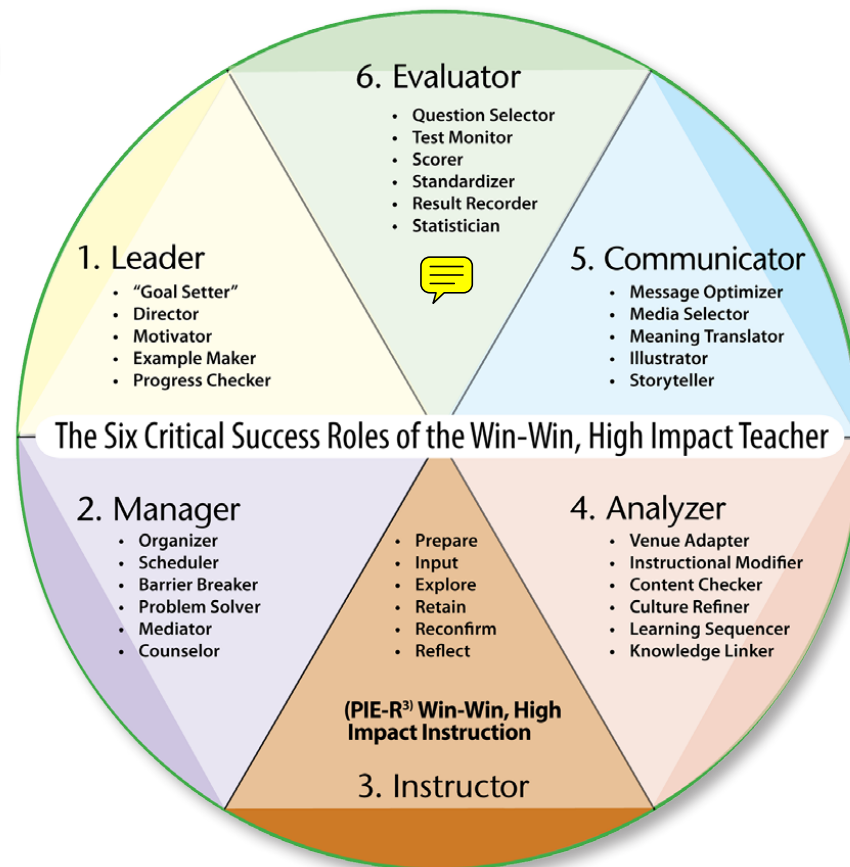 6. Evaluator
• Question Selector
• Test Monitor
• Scorer
• Standardizer
• Result Recorder
• Statistician
1. Leader
• “Goal Setter”
• Director
• Motivator
• Example Maker
• Progress Checker
5. Communicator
• Message Optimizer
• Media Selector
• Meaning Translator
• Illustrator
• Storyteller
The Six Critical Success Roles of the Win-Win, High Impact Teacher
2. Manager
• Organizer
• Scheduler
• Barrier Breaker
• Problem Solver
• Mediator
• Counselor
• Prepare
• Input
• Explore
• Retain
• Reconfirm
• Reflect
(PIE-R³⁾ Win-Win, High
Impact Instruction
3. Instructor
4. Analyzer
• Venue Adapter
• Instructional Modifier
• Content Checker
• Culture Refiner
• Learning Sequencer
• Knowledge Linker